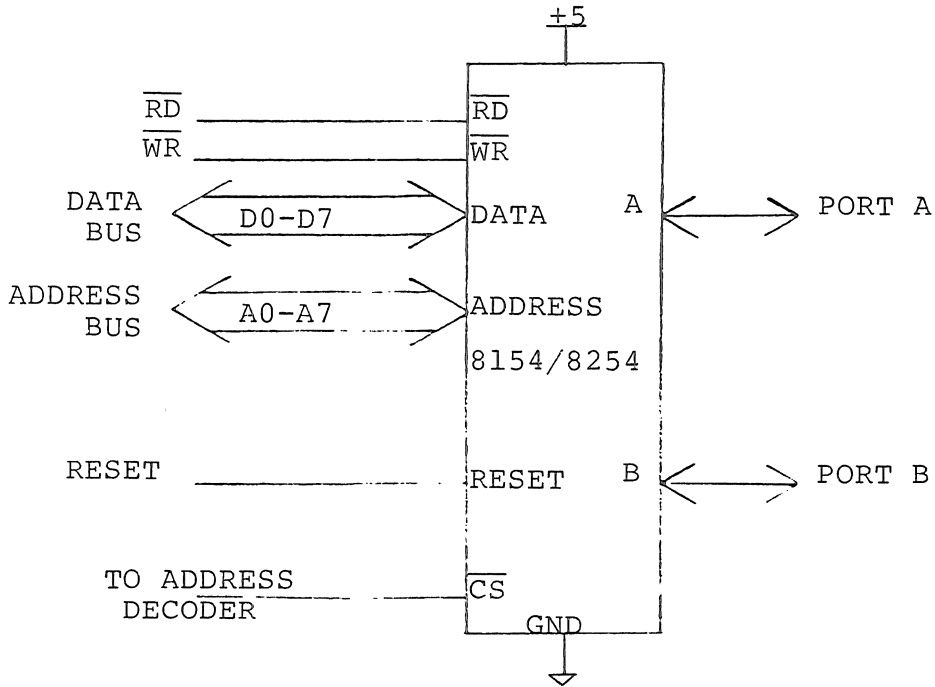 +5
RD
RD
WR
WR
DATA
BUS
D0-D7
DATA
A
PORT A
ADDRESS
BUS
A0-A7
ADDRESS
8154/8254
RESET
RESET
B
PORT B
TO ADDRESS
DECODER
CS
GND